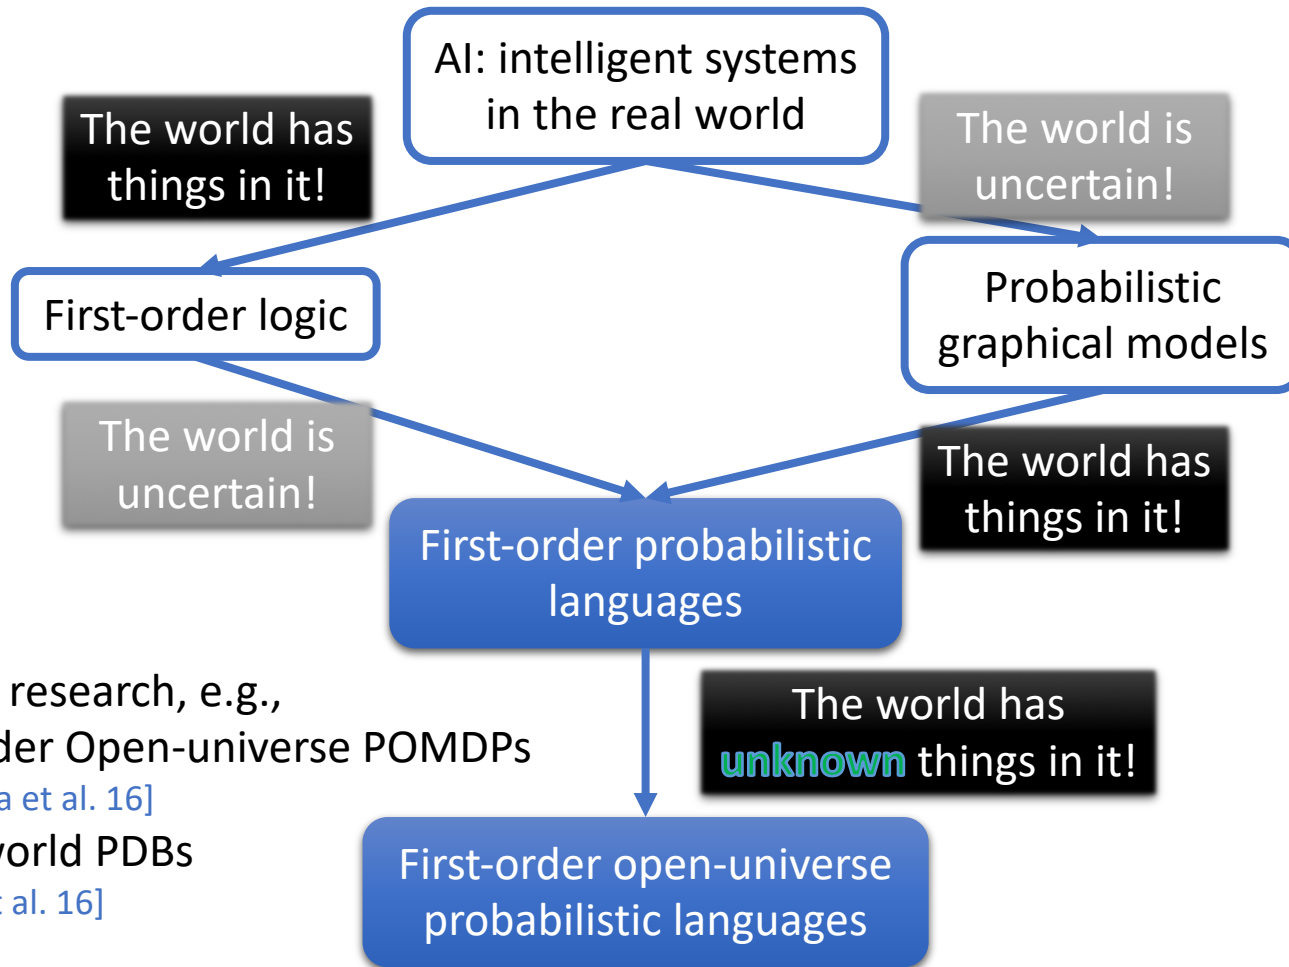 AI: intelligent systems
in the real world
The world has
things in it!
The world is
uncertain!
First-order logic
Probabilistic
graphical models
The world is
uncertain!
The world has
things in it!
First-order probabilistic
languages
research, e.g.,
der Open-universe POMDPs
a et al. 16]
world PDBs
et al. 16]
The world has
unknown things in it!
First-order open-universe
probabilistic languages